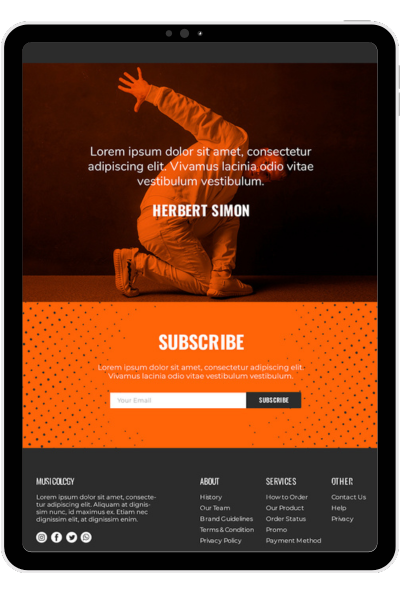 Lorem ipsum dolor sit amet, consectetur
adipiscing elit. Vivamus lacinia odio vitae
vestibulum vestibulum.
HERBERT SIMON
SUBSCRIBE
Lorem ipsum dolor sit amet, consectetur adipiscing elit.
Vivamus lacinia odio vitae vestibulum vestibulum.
Your Email
SUBSCRIBE
MUSICOLOGY
Lorem ipsum dolor sit amet, consecte-
tur adipiscing elit. Aliquam at dignis-
sim nunc, id maximus ex. Etiam nec
dignissim elit, at dignissim enim.
ABOUT
History
Our Team
Brand Guidelines
Terms & Condition
Privacy Policy
SERVICES
How to Order
Our Product
Order Status
Promo
Payment Method
OTHER
Contact Us
Help
Privacy